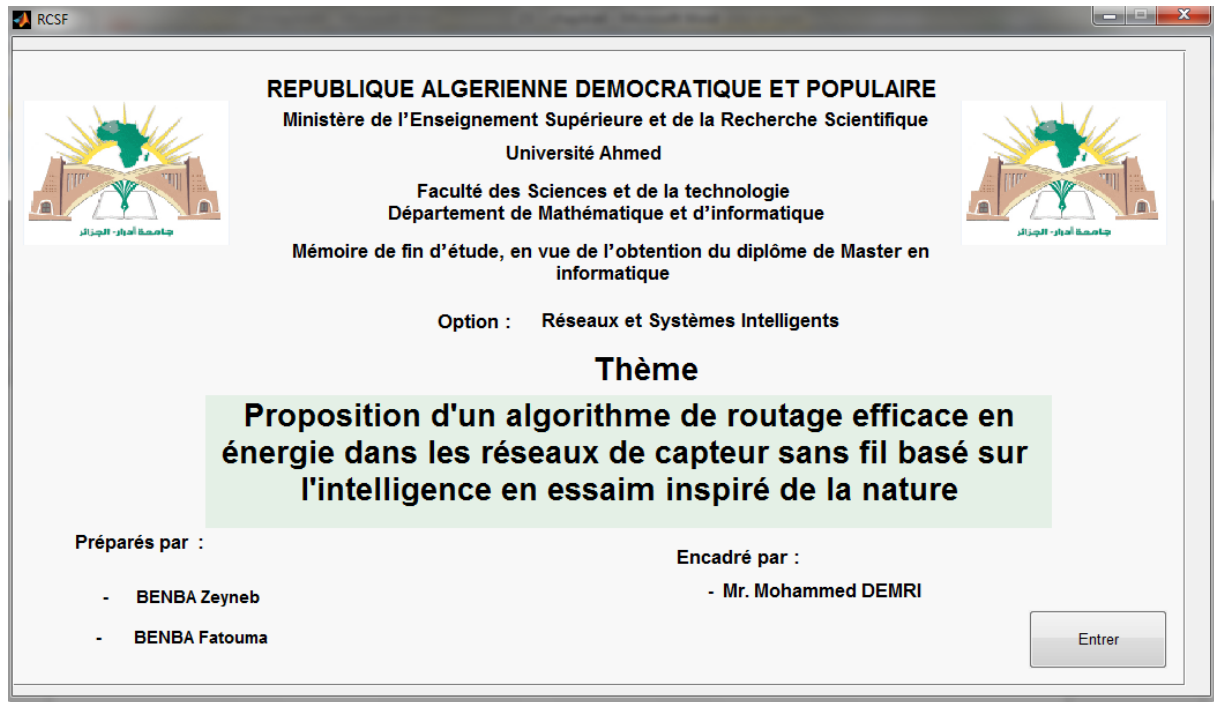 RCSF
REPUBLIQUE ALGERIENNE DEMOCRATIQUE ET POPULAIRE
Ministère de l’Enseignement Supérieure et de la Recherche Scientifique
Université Ahmed
Faculté des Sciences et de la technologie
Département de Mathématique et d’informatique
جامعة أدرار- الجزائر
جامعة أدرار- الجزائر
Mémoire de fin d’étude, en vue de l’obtention du diplôme de Master en
informatique
Option : Réseaux et Systèmes Intelligents
Thème
Proposition d'un algorithme de routage efficace en
énergie dans les réseaux de capteur sans fil basé sur
l'intelligence en essaim inspiré de la nature
Préparés par :
Encadré par :
- BENBA Zeyneb
- Mr. Mohammed DEMRI
- BENBA Fatouma
Entrer